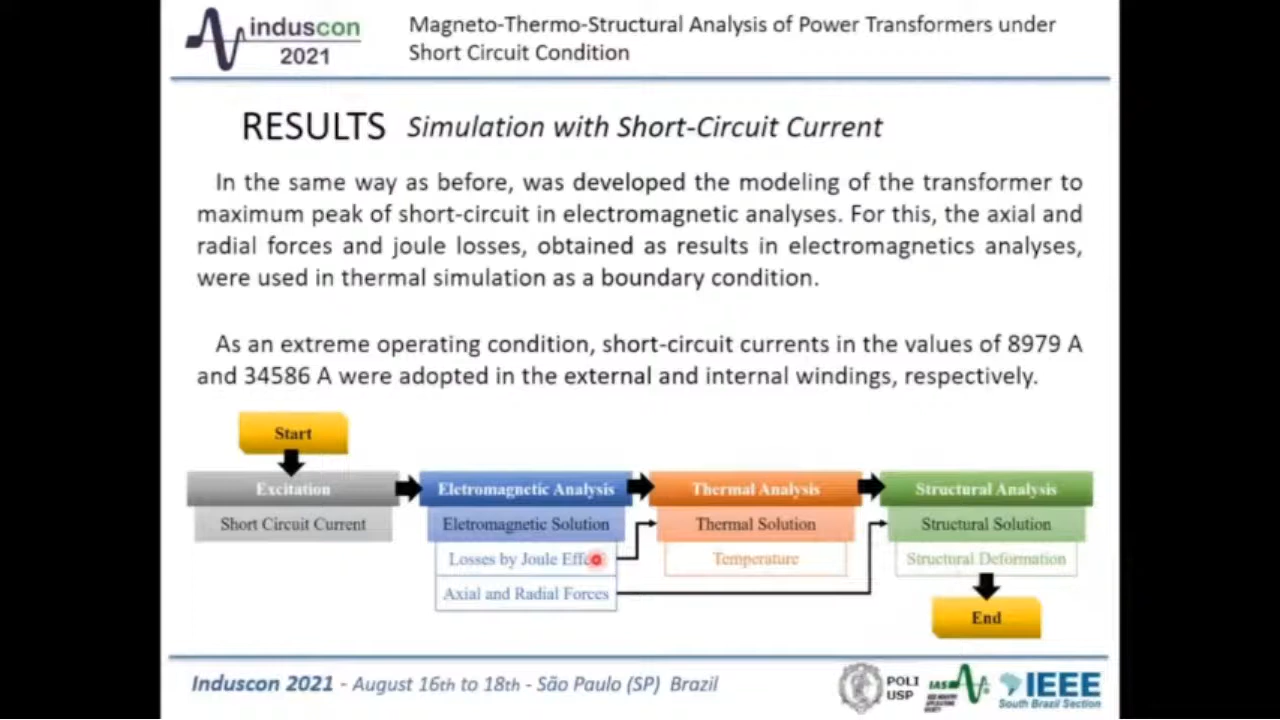 induscon
2021
Magneto-Thermo-Structural Analysis of Power Transformers under
Short Circuit Condition
RESULTS Simulation with Short-Circuit Current
In the same way as before, was developed the modeling of the transformer to
maximum peak of short-circuit in electromagnetic analyses. For this, the axial and
radial forces and joule losses, obtained as results in electromagnetics analyses,
were used in thermal simulation as a boundary condition.
As an extreme operating condition, short-circuit currents in the values of 8979 A
and 34586 A were adopted in the external and internal windings, respectively.
Start
Excitation
Short Circuit Current
Eletromagnetic Analysis
Eletromagnetic Solution
Losses by Joule
Axial and Radial Forces
Thermal Analysis
Thermal Solution
Temperature
Structural Analysis
Structural Solution
Structural Deformation
End
Induscon 2021 - August 16th to 18th - São Paulo (SP) Brazil
POLI
USP
IAS
IEEE
South Brazil Section